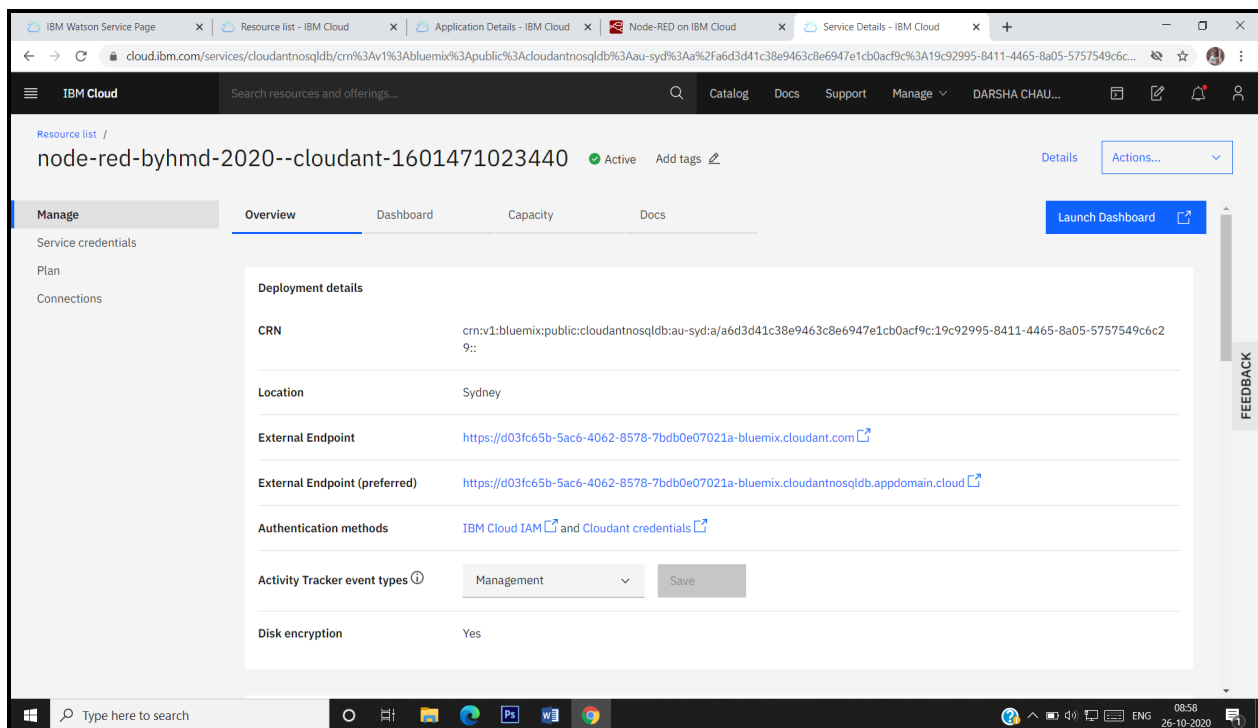 IBM Watson Service Page
Resource list - IBM Cloud
Application Details - IBM Cloud
Node-RED on IBM Cloud
Service Details - IBM Cloud
cloud.ibm.com/services/cloudantnosqldb/crn%3Av1%3Abluemix%3Apublic%3Acloudantnosqldb%3Aau-syd%3Aa%2Fa6d3d41c38e9463c8e6947e1cb0acf9c%3A19c92995-8411-4465-8a05-5757549c6c...
IBM Cloud
Search resources and offerings...
Catalog
Docs
Support
Manage
DARSHA CHAU...
Resource list /
node-red-byhmd-2020--cloudant-1601471023440
Active
Add tags
Details
Actions...
Manage
Service credentials
Plan
Connections
Overview
Dashboard
Capacity
Docs
Launch Dashboard
Deployment details
CRN
crn:v1:bluemix:public:cloudantnosqldb:au-syd:a/a6d3d41c38e9463c8e6947e1cb0acf9c:19c92995-8411-4465-8a05-5757549c6c2
9::
Location
Sydney
External Endpoint
https://d03fc65b-5ac6-4062-8578-7bdb0e07021a-bluemix.cloudant.com
External Endpoint (preferred)
https://d03fc65b-5ac6-4062-8578-7bdb0e07021a-bluemix.cloudantnosqldb.appdomain.cloud
Authentication methods
IBM Cloud IAM and Cloudant credentials
Activity Tracker event types
Management
Save
Disk encryption
Yes
FEEDBACK
Type here to search
Ps
ENG
08:58
26-10-2020